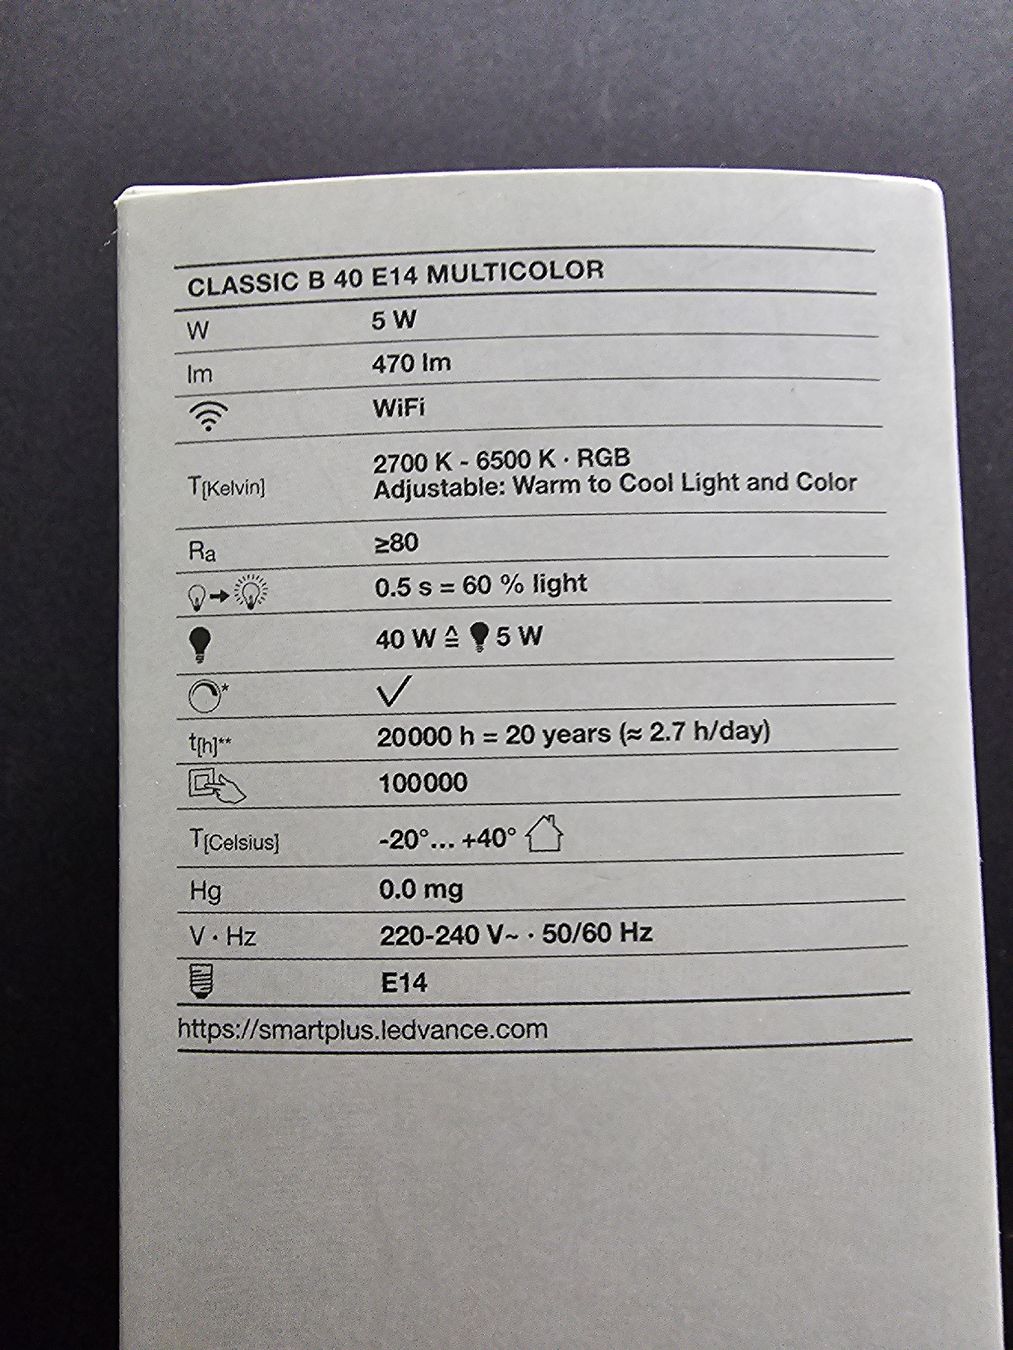 CLASSIC B 40 E14 MULTICOLOR
W 5 W
lm 470 lm
WiFi
T[Kelvin] 2700 K - 6500 K · RGB
Adjustable: Warm to Cool Light and Color
Ra ≥80
0.5 s = 60 % light
40 W ≙ 5 W
*
t[h]** 20000 h = 20 years (≈ 2.7 h/day)
100000
T[Celsius] -20°... +40°
Hg 0.0 mg
V · Hz 220-240 V~ · 50/60 Hz
E14
https://smartplus.ledvance.com